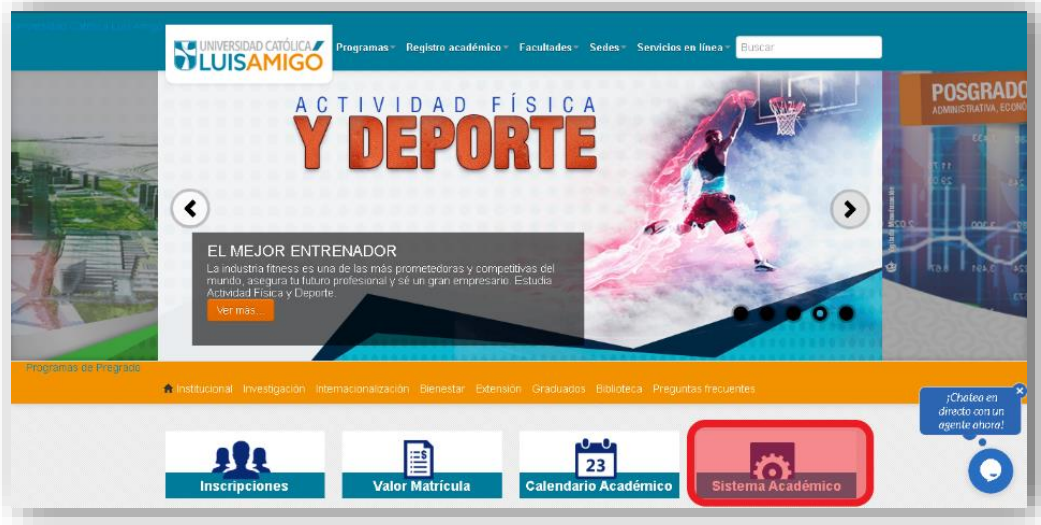 UNIVERSIDAD CATÓLICA
LUISAMIGO
Programas Registro académico Facultades Sedes Servicios en línea Buscar
ACTIVIDAD FÍSICA
Y DEPORTE
POSGRADO
EL MEJOR ENTRENADOR
La industria fitness es una de las más prometedoras y competitivas del
mundo, asegura tu futuro profesional y sé un gran empresario. Estudia
Actividad Física y Deporte.
Ver más...
Programas de Pregrado
Institucional Investigación Internacionalización Bienestar Extensión Graduados Biblioteca Preguntas frecuentes
¡Chatea en
directo con un
agente ahora!
23
Inscripciones Valor Matrícula Calendario Académico Sistema Académico